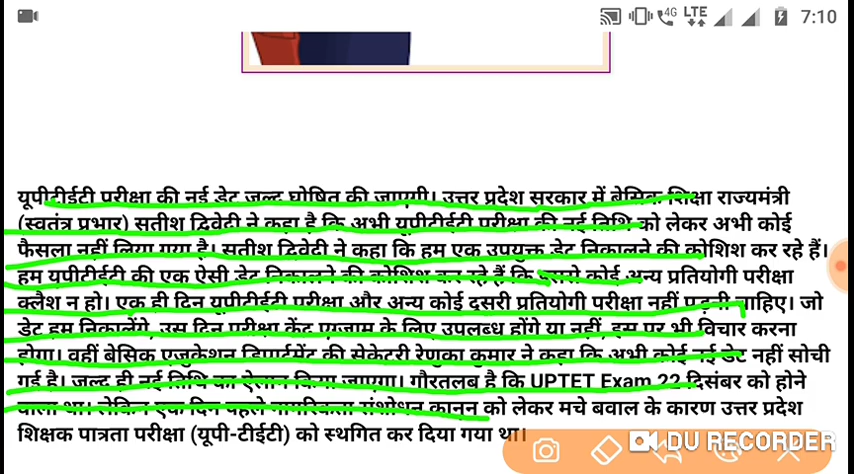 4G LTE 7:10
यूपीटीईटी परीक्षा की नई डेट जल्द घोषित की जाएगी। उत्तर प्रदेश सरकार में बेसिक शिक्षा राज्यमंत्री
(स्वतंत्र प्रभार) सतीश द्विवेदी ने कहा है कि अभी यूपीटीईटी परीक्षा की नई तिथि को लेकर अभी कोई
फैसला नहीं लिया गया है। सतीश द्विवेदी ने कहा कि हम एक उपयुक्त डेट निकालने की कोशिश कर रहे हैं।
हम यूपीटीईटी की एक ऐसी डेट निकालने की कोशिश कर रहे हैं कि उससे कोई अन्य प्रतियोगी परीक्षा
क्लैश न हो। एक ही दिन यूपीटीईटी परीक्षा और अन्य कोई दूसरी प्रतियोगी परीक्षा नहीं पड़नी चाहिए। जो
डेट हम निकालेंगे, उस दिन परीक्षा केंद्र एग्जाम के लिए उपलब्ध होंगे या नहीं, इस पर भी विचार करना
होगा। वहीं बेसिक एजुकेशन डिपार्टमेंट की सेक्रेटरी रेणुका कुमार ने कहा कि अभी कोई नई डेट नहीं सोची
गई है। जल्द ही नई तिथि का ऐलान किया जाएगा। गौरतलब है कि UPTET Exam 22 दिसंबर को होने
वाला था। लेकिन एक दिन पहले नागरिकता संशोधन कानून को लेकर मचे बवाल के कारण उत्तर प्रदेश
शिक्षक पात्रता परीक्षा (यूपी-टीईटी) को स्थगित कर दिया गया था।
DU RECORDER